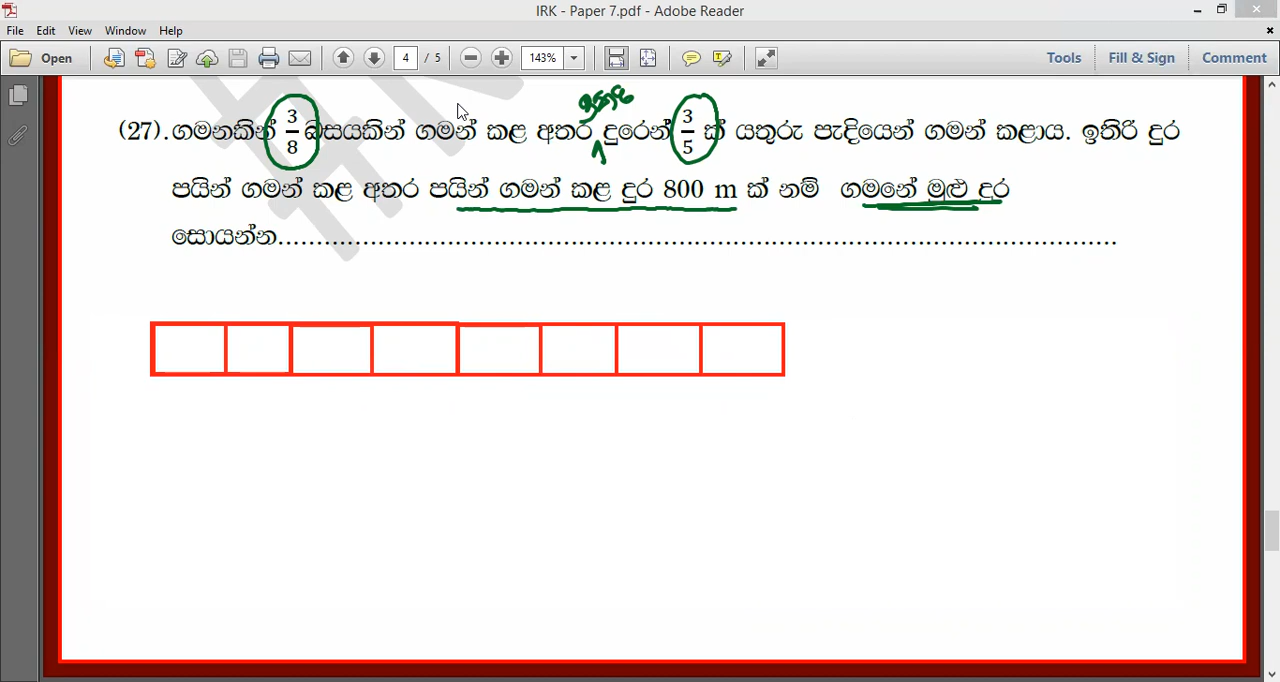 IRK - Paper 7.pdf - Adobe Reader
File Edit View Window Help
Open 4 / 5 143% Tools Fill & Sign Comment
(27). ගමනකින් 3/8 බසයකින් ගමන් කළ අතර දුරෙන් 3/5 ක් යතුරු පැදියෙන් ගමන් කළාය. ඉතිරි දුර
පයින් ගමන් කළ අතර පයින් ගමන් කළ දුර 800 m ක් නම් ගමනේ මුළු දුර
සොයන්න..........................................................................................................